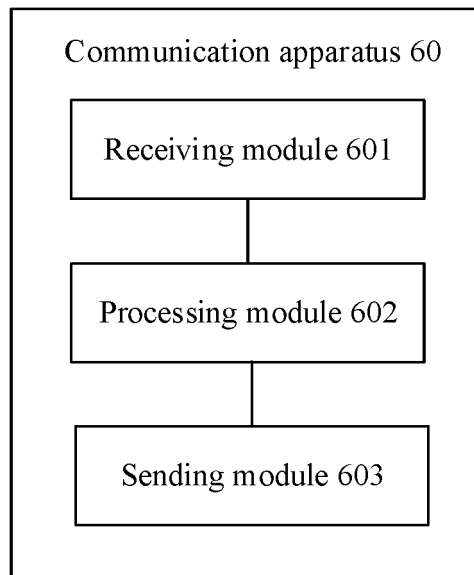 Communication apparatus 60
Receiving module 601
Processing module 602
Sending module 603